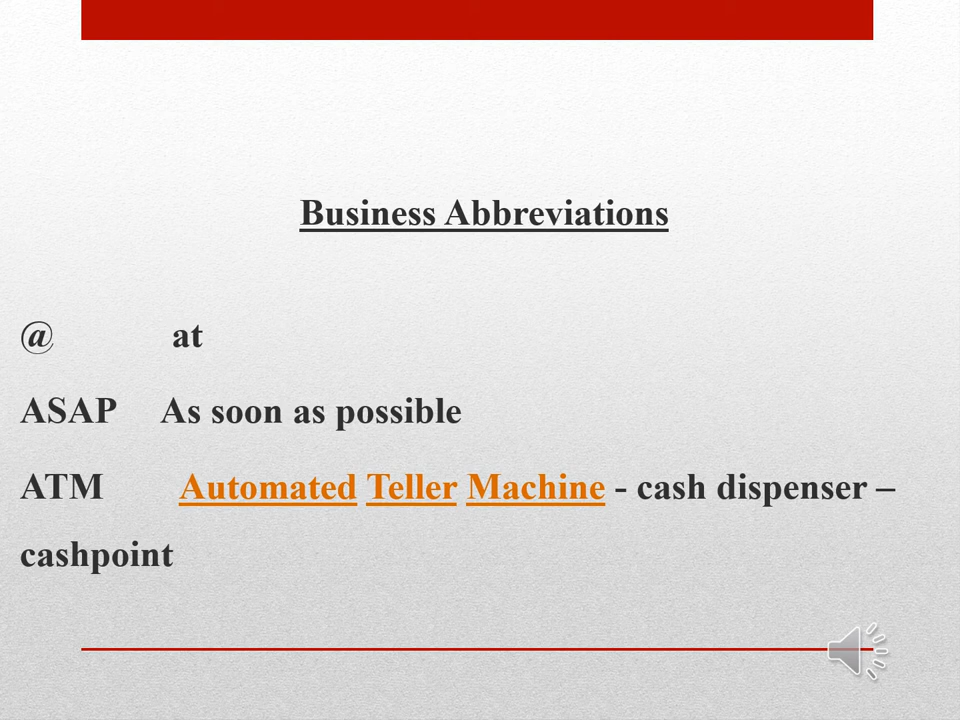 Business Abbreviations
@ at
ASAP As soon as possible
ATM Automated Teller Machine - cash dispenser –
cashpoint